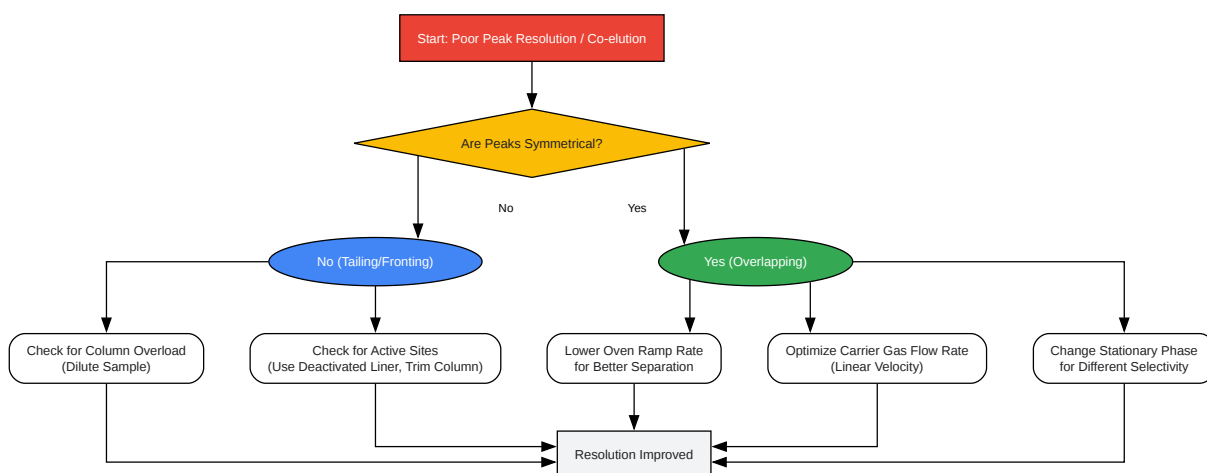 Start: Poor Peak Resolution / Co-elution
Are Peaks Symmetrical?
No
Yes
No (Tailing/Fronting)
Yes (Overlapping)
Check for Column Overload
(Dilute Sample)
Check for Active Sites
(Use Deactivated Liner, Trim Column)
Lower Oven Ramp Rate
for Better Separation
Optimize Carrier Gas Flow Rate
(Linear Velocity)
Change Stationary Phase
for Different Selectivity
Resolution Improved